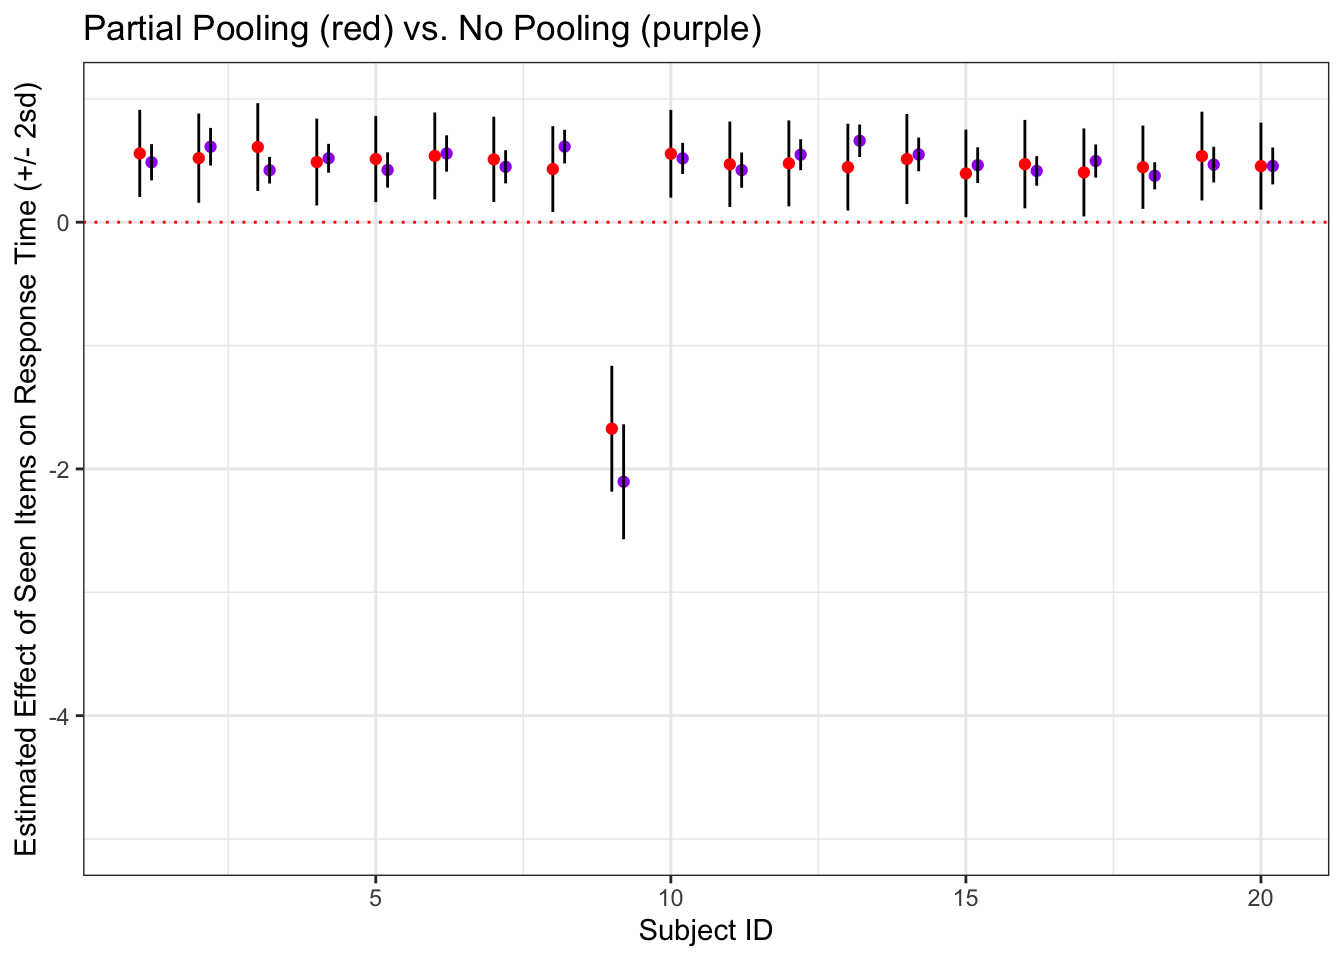 Partial Pooling (red) vs. No Pooling (purple)
Estimated Effect of Seen Items on Response Time (+/- 2sd)
0
-2
-4
5
10
15
20
Subject ID